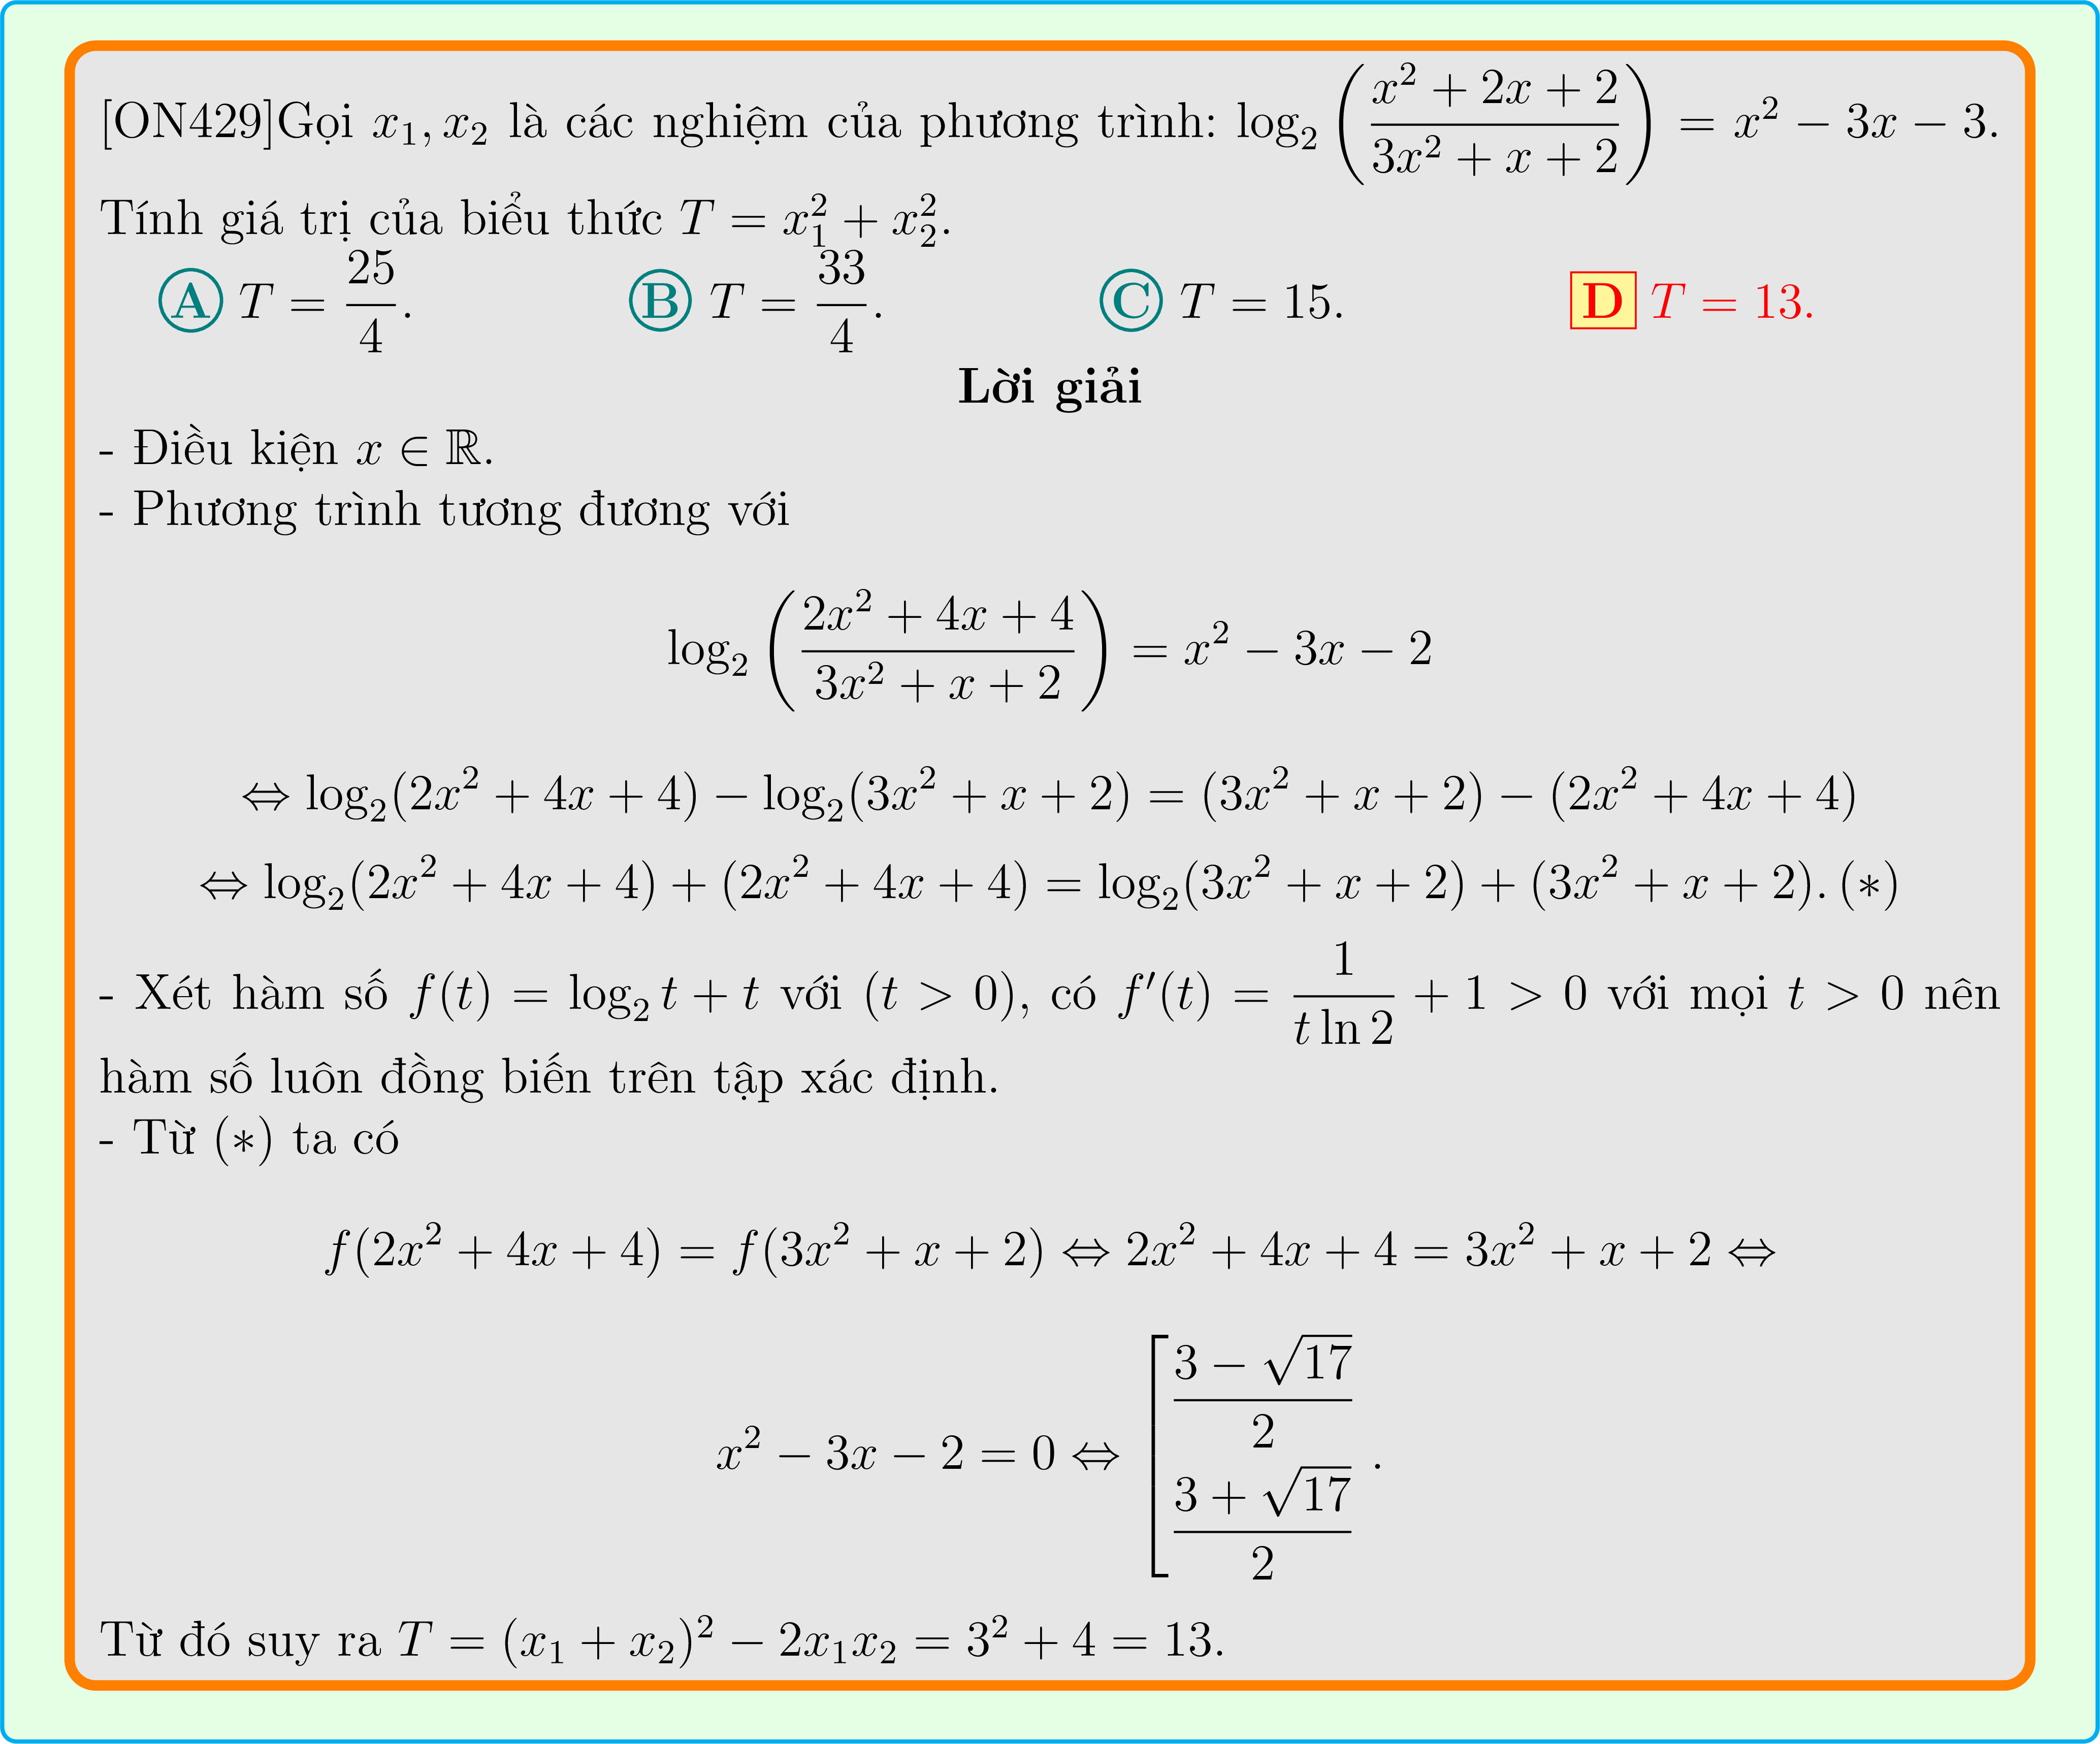 [ON429]Gọi $x_1, x_2$ là các nghiệm của phương trình: $\log_2\left(\dfrac{x^2+2x+2}{3x^2+x+2}\right) = x^2-3x-3$.
Tính giá trị của biểu thức $T = x_1^2+x_2^2$.
A $T = \dfrac{25}{4}$. B $T = \dfrac{33}{4}$. C $T = 15$. D $T = 13$.
Lời giải
- Điều kiện $x \in \mathbb{R}$.
- Phương trình tương đương với
$\log_2\left(\dfrac{2x^2+4x+4}{3x^2+x+2}\right) = x^2-3x-2$
$\Leftrightarrow \log_2(2x^2+4x+4) - \log_2(3x^2+x+2) = (3x^2+x+2) - (2x^2+4x+4)$
$\Leftrightarrow \log_2(2x^2+4x+4) + (2x^2+4x+4) = \log_2(3x^2+x+2) + (3x^2+x+2). (*)$
- Xét hàm số $f(t) = \log_2 t + t$ với $(t > 0)$, có $f'(t) = \dfrac{1}{t\ln 2} + 1 > 0$ với mọi $t > 0$ nên
hàm số luôn đồng biến trên tập xác định.
- Từ $(*)$ ta có
$f(2x^2+4x+4) = f(3x^2+x+2) \Leftrightarrow 2x^2+4x+4 = 3x^2+x+2 \Leftrightarrow$
$x^2-3x-2 = 0 \Leftrightarrow \left[\begin{array}{l}\dfrac{3-\sqrt{17}}{2}\\ \dfrac{3+\sqrt{17}}{2}\end{array}\right.$.
Từ đó suy ra $T = (x_1+x_2)^2 - 2x_1x_2 = 3^2+4 = 13$.